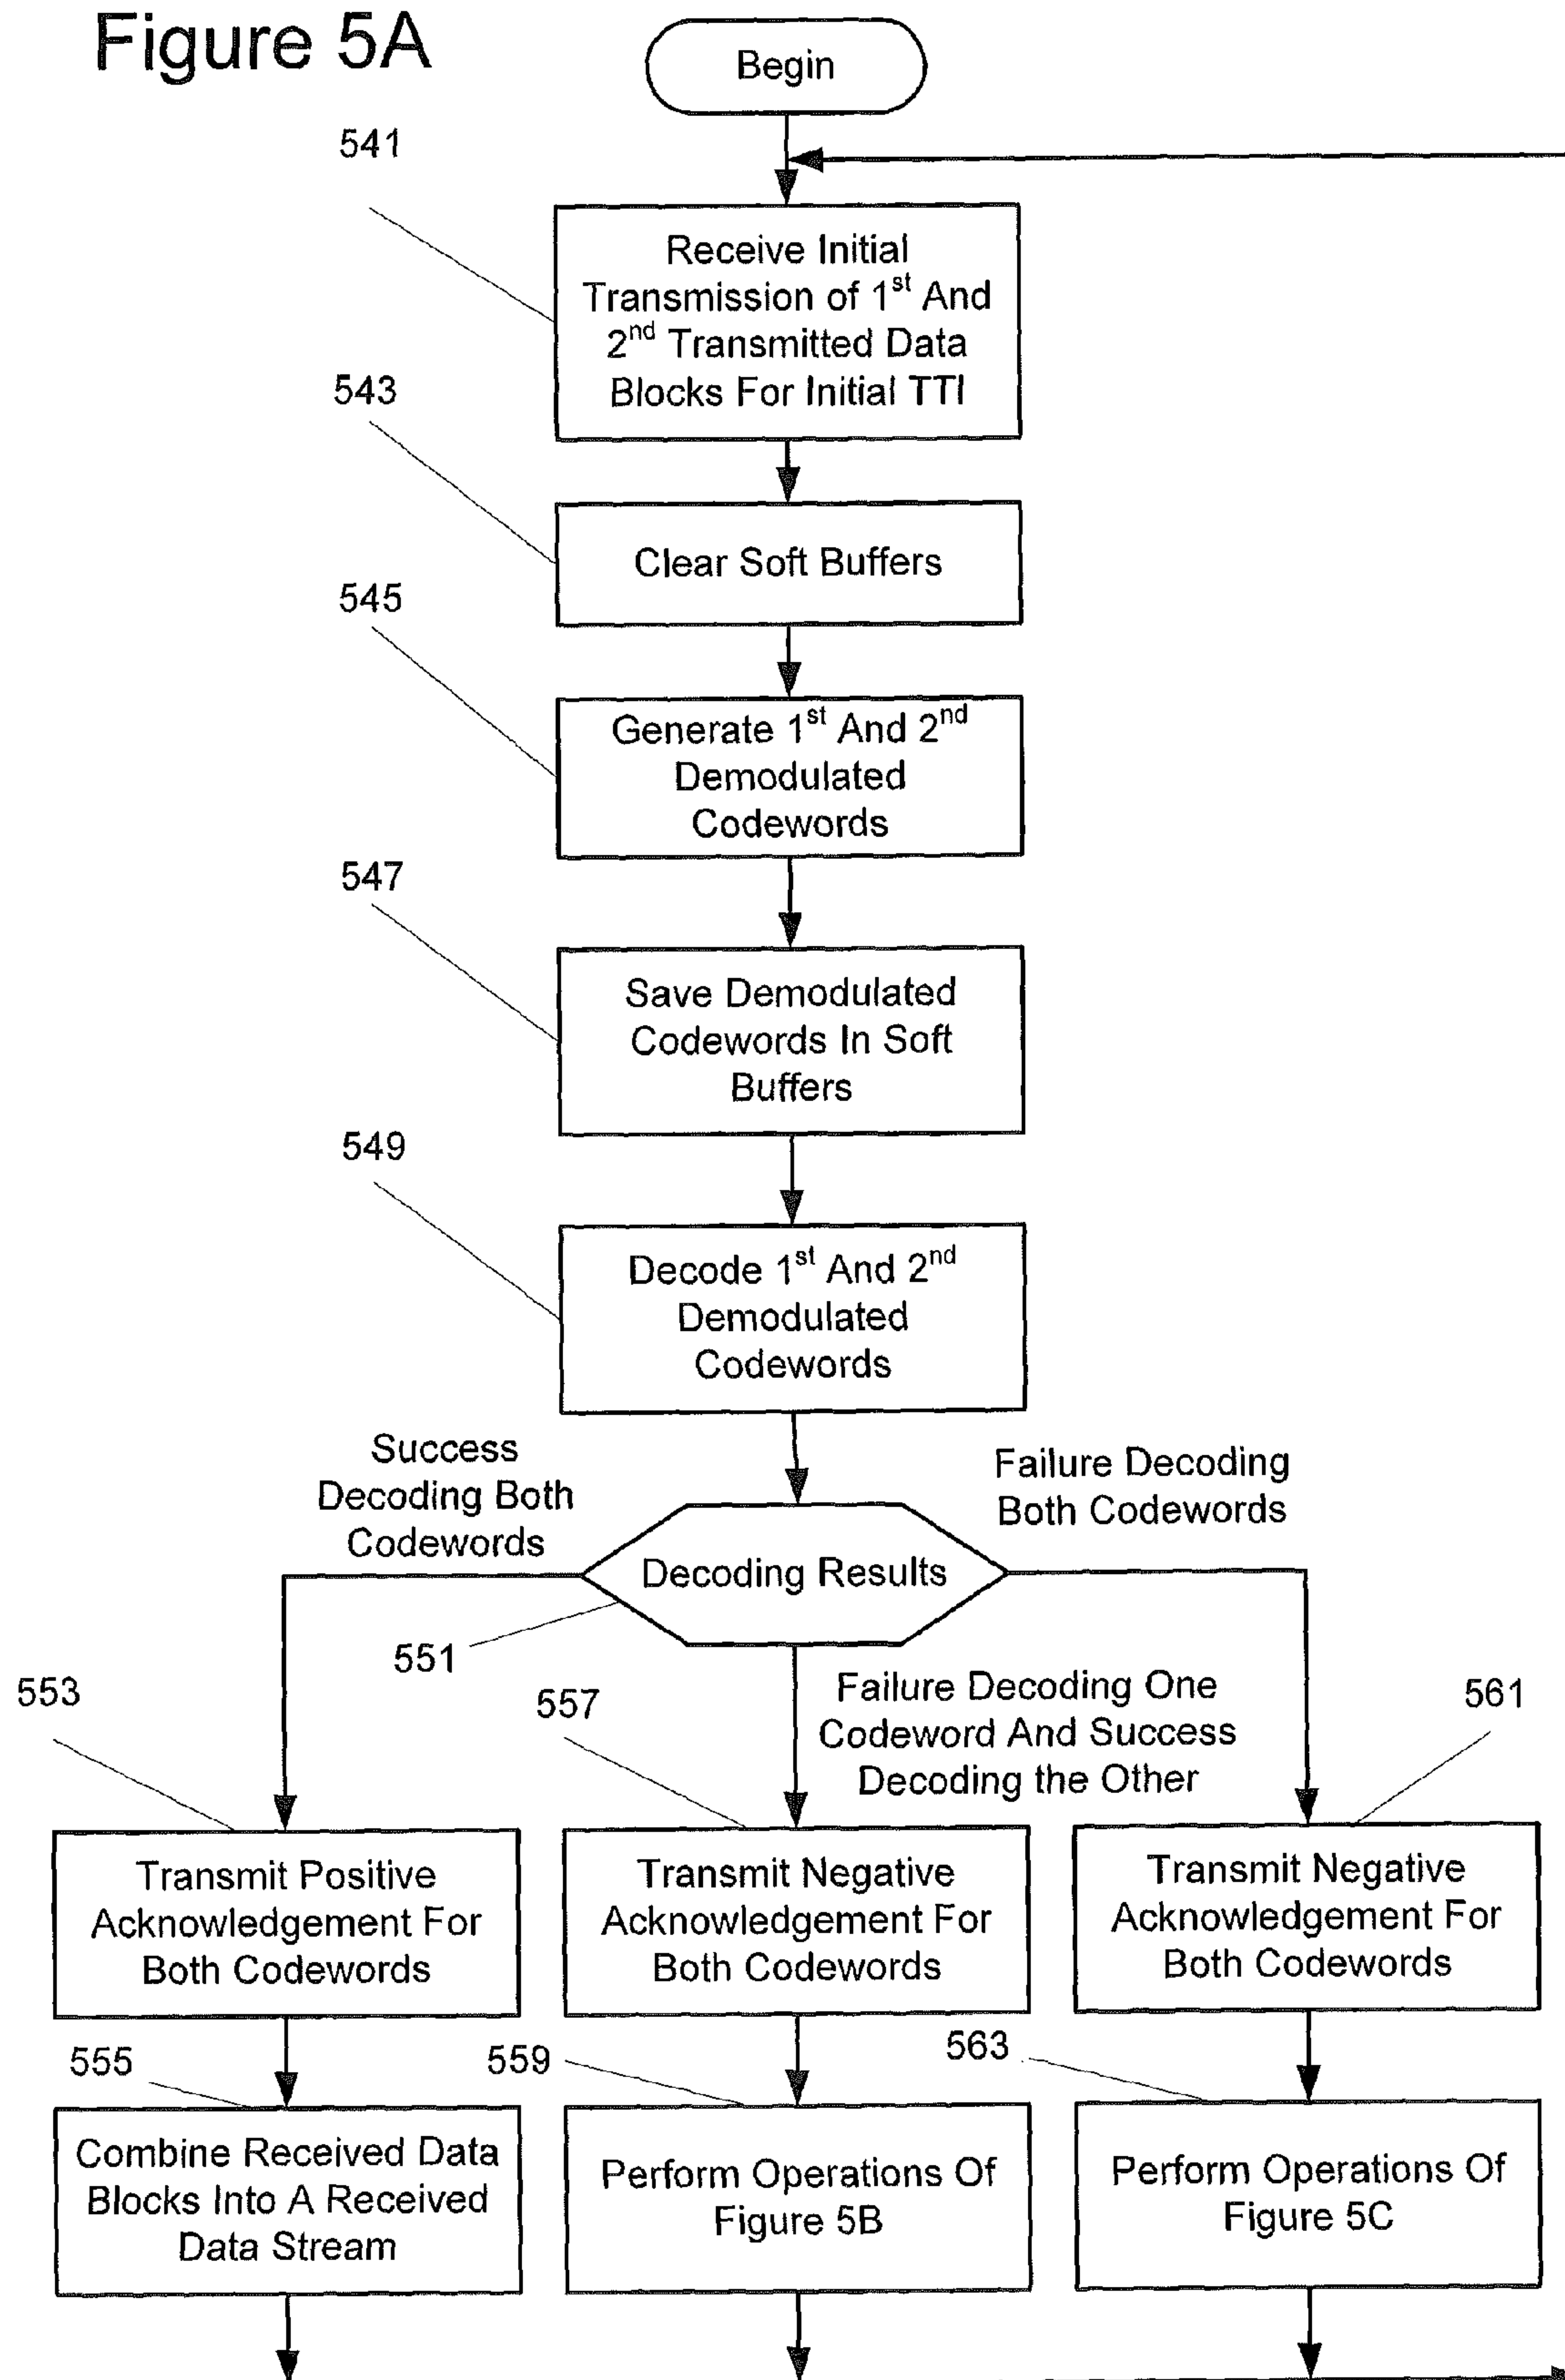 Figure 5A
Begin
541
Receive Initial
Transmission of 1st And
2nd Transmitted Data
Blocks For Initial TTI
543
Clear Soft Buffers
545
Generate 1st And 2nd
Demodulated
Codewords
547
Save Demodulated
Codewords In Soft
Buffers
549
Decode 1st And 2nd
Demodulated
Codewords
Success
Decoding Both
Codewords
Failure Decoding
Both Codewords
Decoding Results
551
553
557
Failure Decoding One
Codeword And Success
Decoding the Other
561
Transmit Positive
Acknowledgement For
Both Codewords
Transmit Negative
Acknowledgement For
Both Codewords
Transmit Negative
Acknowledgement For
Both Codewords
555
559
563
Combine Received Data
Blocks Into A Received
Data Stream
Perform Operations Of
Figure 5B
Perform Operations Of
Figure 5C